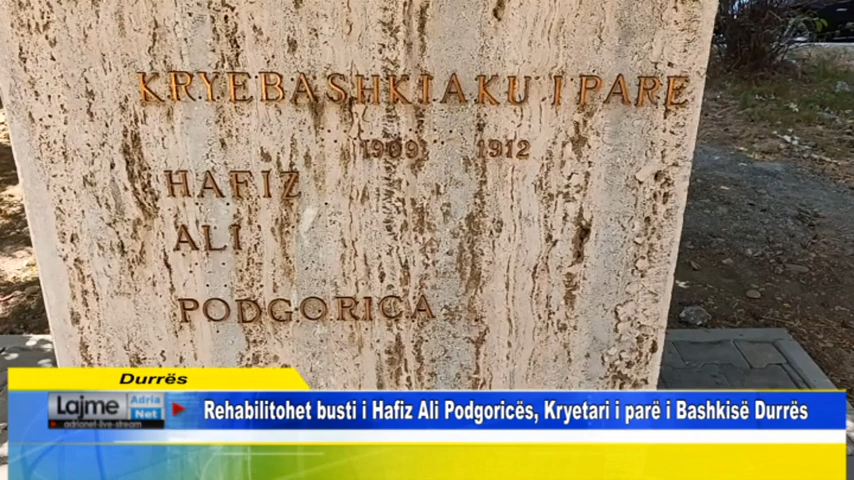 KRYEBASHKIAKU I PARE
1909 1912
HAFIZ
ALI
PODGORICA
Durrës
Lajme Adria Net
adrianet-live-stream
Rehabilitohet busti i Hafiz Ali Podgoricës, Kryetari i parë i Bashkisë Durrës